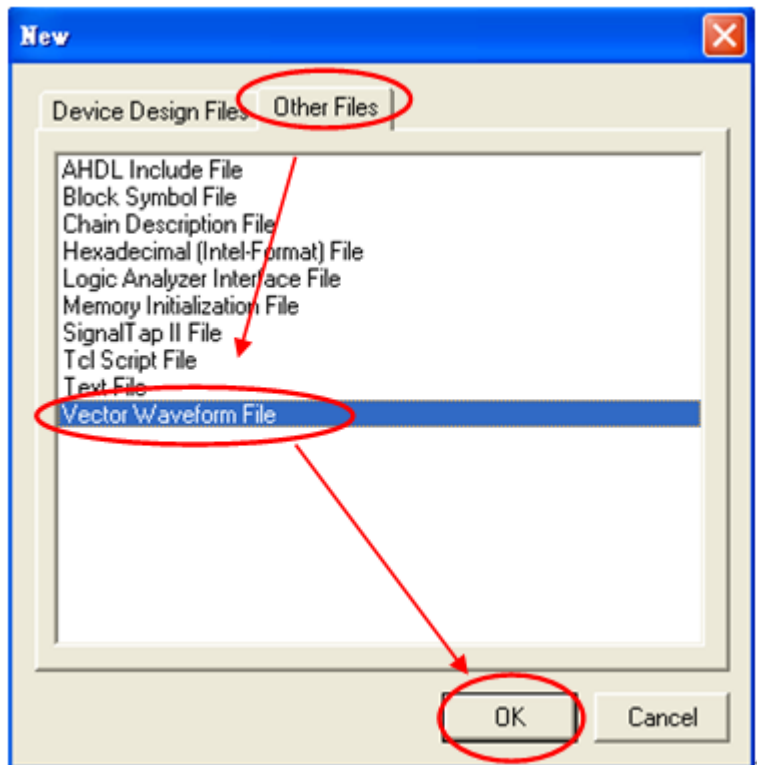 New
Device Design Files
Other Files
AHDL Include File
Block Symbol File
Chain Description File
Hexadecimal (Intel-Format) File
Logic Analyzer Interface File
Memory Initialization File
SignalTap II File
Tcl Script File
Text File
Vector Waveform File
OK
Cancel